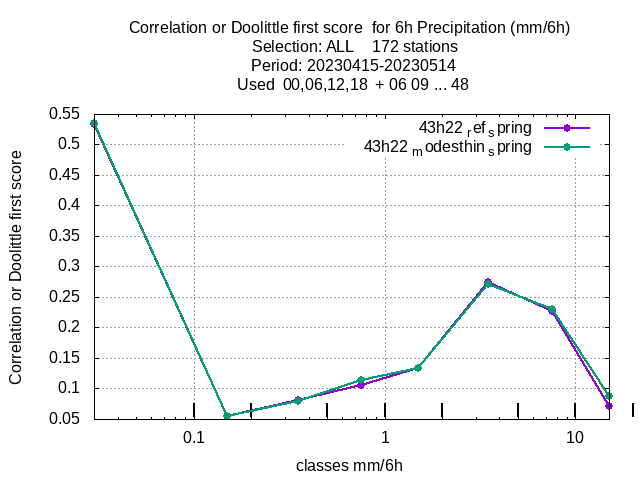 Correlation or Doolittle first score  for 6h Precipitation (mm/6h)
Selection: ALL    172 stations
Period: 20230415-20230514
Used  00,06,12,18  + 06 09 ... 48
43h22 ref spring
43h22 modesthin spring
Correlation or Doolittle first score
0.55
0.5
0.45
0.4
0.35
0.3
0.25
0.2
0.15
0.1
0.05
0.1 1 10
classes mm/6h